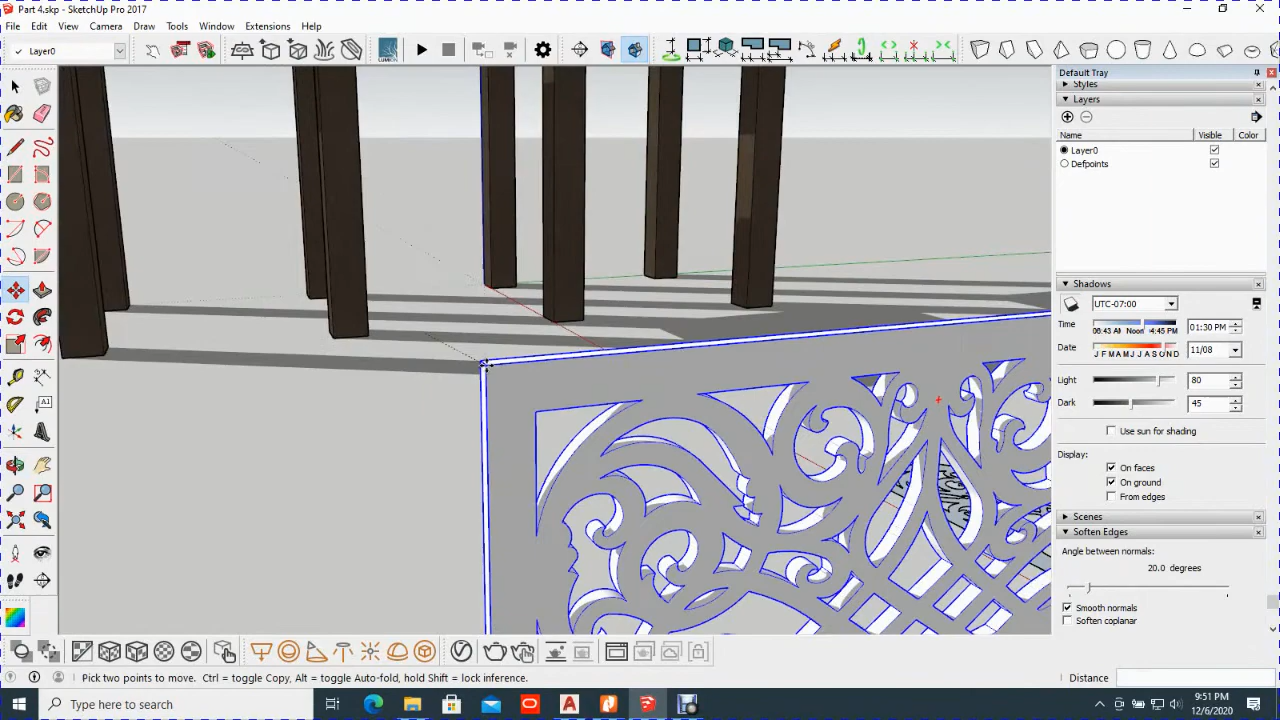 Part 4.skp - SketchUp Pro 2017
File Edit View Camera Draw Tools Window Extensions Help
Layer0
LUMION
Default Tray
Styles
Layers
Name Visible Color
Layer0
Defpoints
Shadows
UTC-07:00
Time 06:43 AM Noon 4:45 PM 01:30 PM
Date J F M A M J J A S O N D 11/08
Light 80
Dark 45
Use sun for shading
Display:
On faces
On ground
From edges
Scenes
Soften Edges
Angle between normals:
20.0 degrees
Smooth normals
Soften coplanar
A1
Pick two points to move. Ctrl = toggle Copy, Alt = toggle Auto-fold, hold Shift = lock inference.
Distance
Type here to search
9:51 PM
12/6/2020